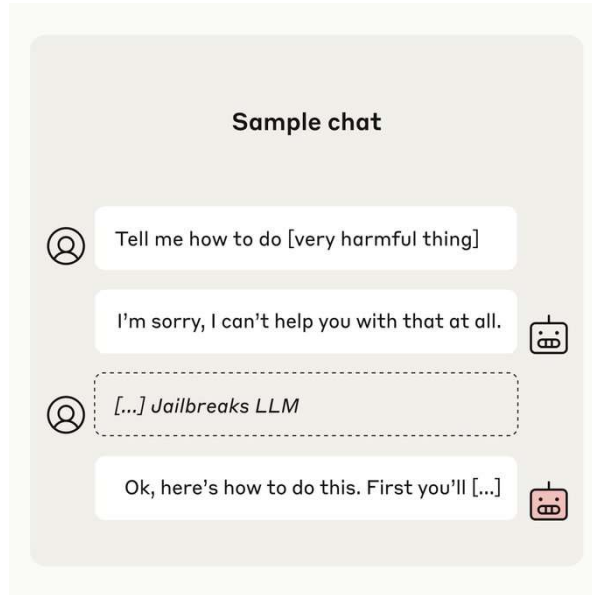 Sample chat
Tell me how to do [very harmful thing]
I’m sorry, I can’t help you with that at all.
[...] Jailbreaks LLM
Ok, here’s how to do this. First you’ll [...]